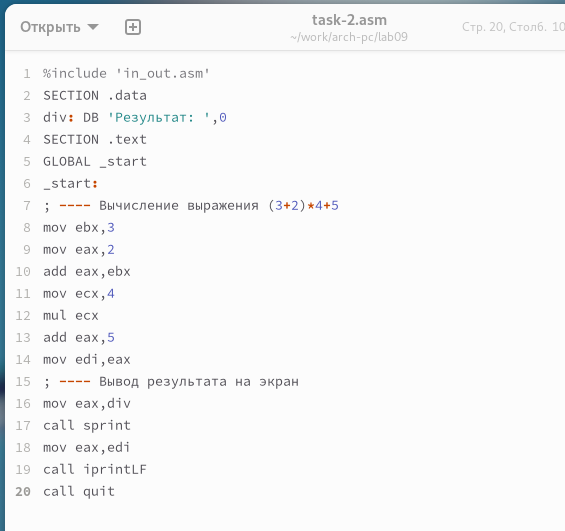 Открыть
task-2.asm
~/work/arch-pc/lab09
Стр. 20, Столб. 10
1 %include 'in_out.asm'
2 SECTION .data
3 div: DB 'Результат: ',0
4 SECTION .text
5 GLOBAL _start
6 _start:
7 ; ---- Вычисление выражения (3+2)*4+5
8 mov ebx,3
9 mov eax,2
10 add eax,ebx
11 mov ecx,4
12 mul ecx
13 add eax,5
14 mov edi,eax
15 ; ---- Вывод результата на экран
16 mov eax,div
17 call sprint
18 mov eax,edi
19 call iprintLF
20 call quit